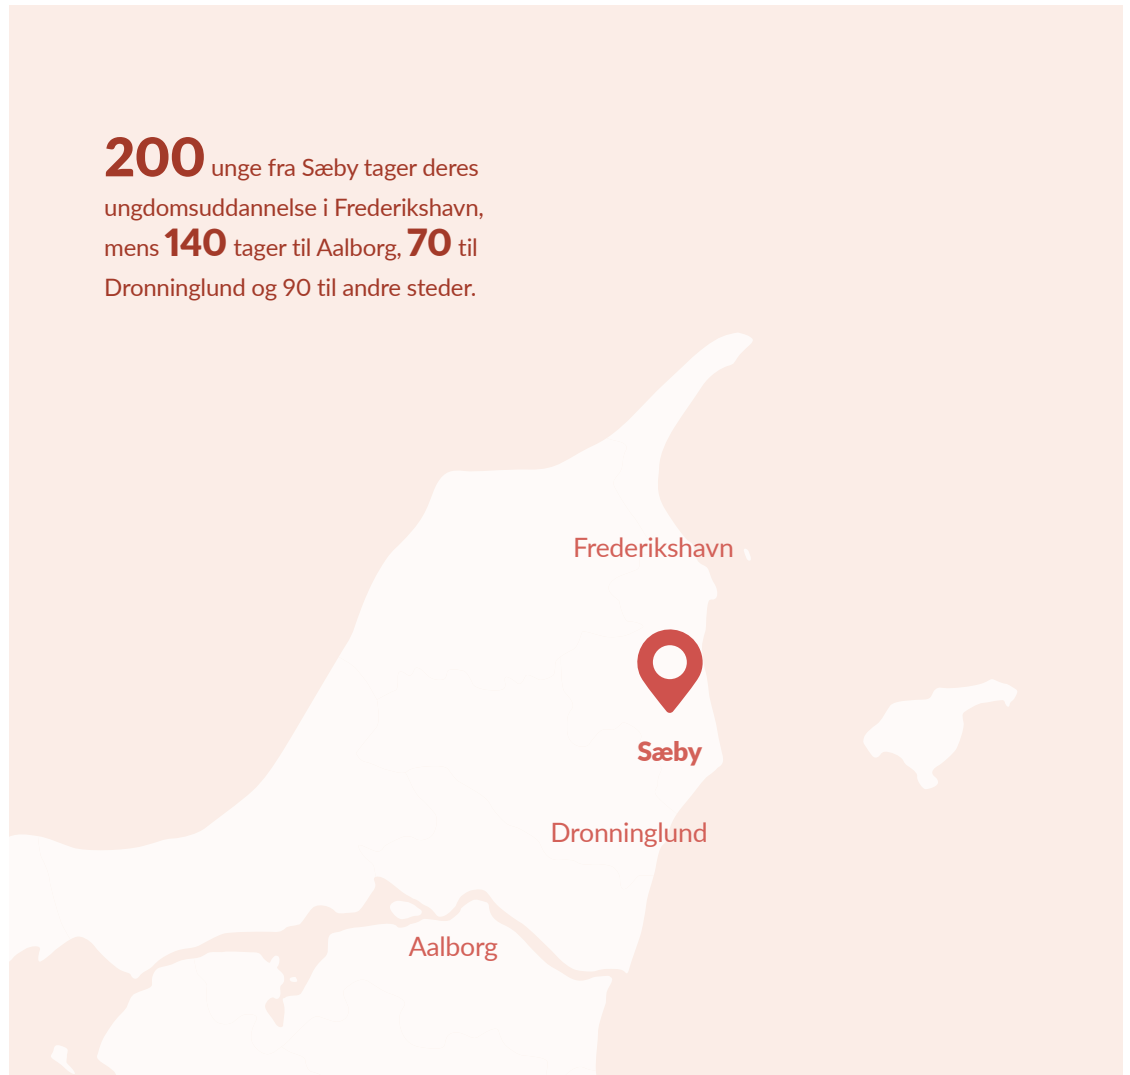 200 unge fra Sæby tager deres
ungdomsuddannelse i Frederikshavn,
mens 140 tager til Aalborg, 70 til
Dronninglund og 90 til andre steder.
Frederikshavn
Sæby
Dronninglund
Aalborg